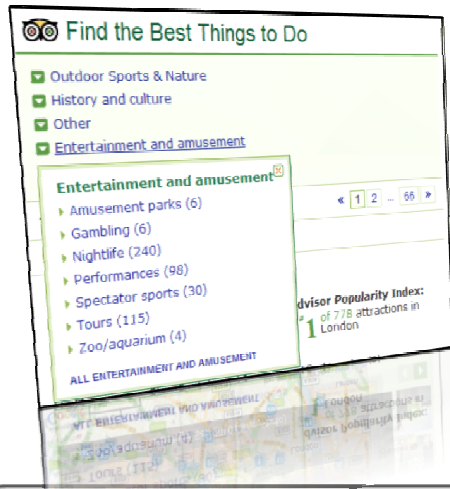 Find the Best Things to Do
Outdoor Sports & Nature
History and culture
Other
Entertainment and amusement
Entertainment and amusement
Amusement parks (6)
Gambling (6)
Nightlife (240)
Performances (98)
Spectator sports (30)
Tours (115)
Zoo/aquarium (4)
ALL ENTERTAINMENT AND AMUSEMENT
« 1 2 ... 66 »
dvisor Popularity Index:
#1 of 778 attractions in
London